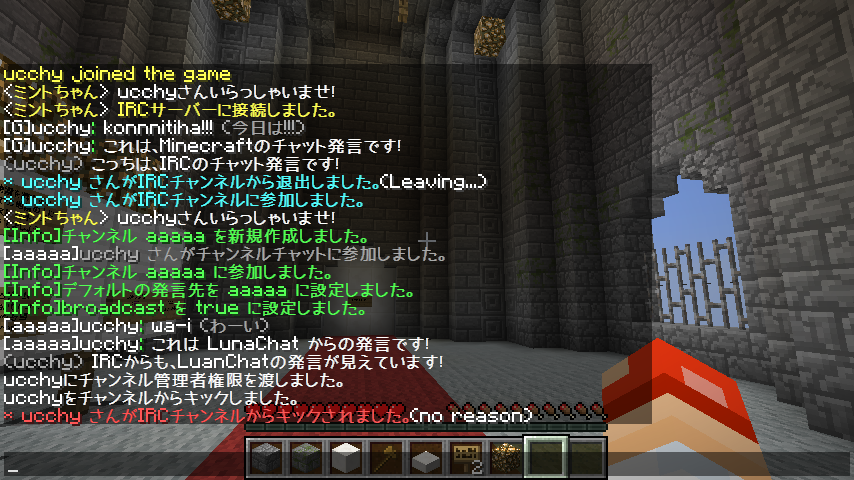 ucchy joined the game
<ミントちゃん> ucchyさんいらっしゃいませ!
<ミントちゃん> IRCサーバーに接続しました。
[G]ucchy: konnnitiha!!! (今日は!!!)
[G]ucchy: これは、Minecraftのチャット発言です!
(ucchy) こっちは、IRCのチャット発言です!
* ucchy さんがIRCチャンネルから退出しました。(Leaving...)
* ucchy さんがIRCチャンネルに参加しました。
<ミントちゃん> ucchyさんいらっしゃいませ!
[Info]チャンネル aaaaa を新規作成しました。
[aaaaa]ucchy さんがチャンネルチャットに参加しました。
[Info]チャンネル aaaaa に参加しました。
[Info]デフォルトの発言先を aaaaa に設定しました。
[Info]broadcast を true に設定しました。
[aaaaa]ucchy: wa-i (わーい)
[aaaaa]ucchy: これは LunaChat からの発言です!
(ucchy) IRCからも、LuanChatの発言が見えています!
ucchyにチャンネル管理者権限を渡しました。
ucchyをチャンネルからキックしました。
* ucchy さんがIRCチャンネルからキックされました。(no reason)
2
_